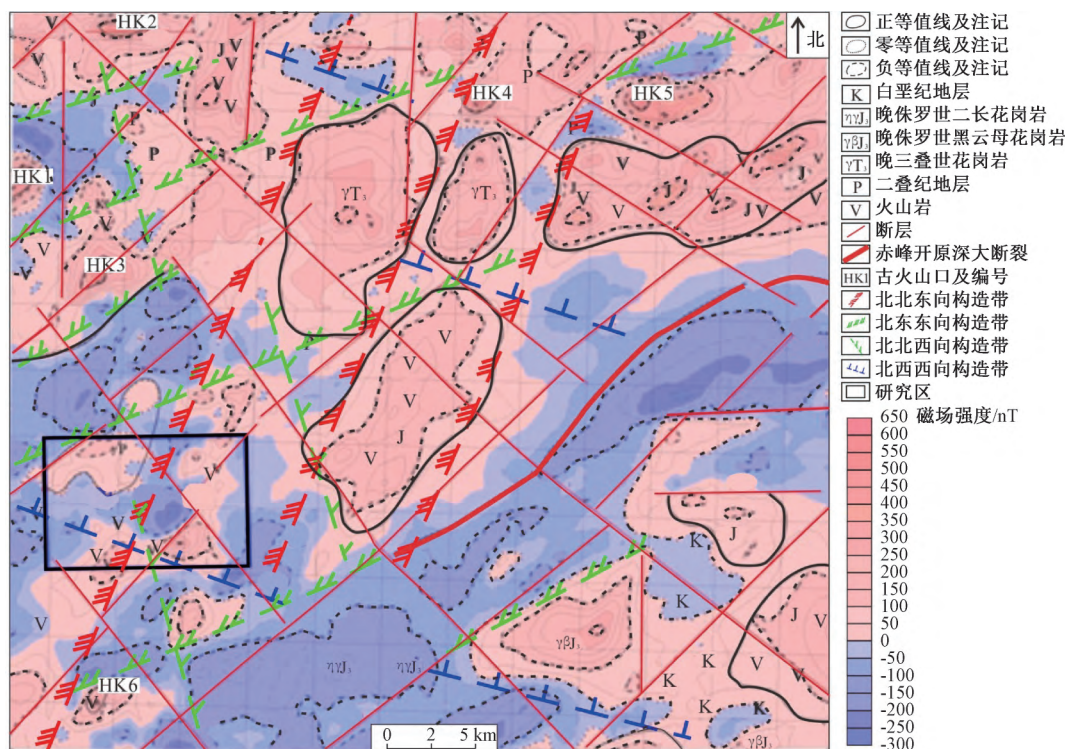 HK2
北
V
V
J
V
V
V
P
HK4
P
HK5
P
P
P
P
HK1
V
V
V
HK3
V
γT₃
γT₃
V
V
J
V
J
V
J
V
J
V
V
V
V
J
V
P
V
V
V
V
V
V
J
K
K
J
V
V
V
ηγJ₃
ηγJ₃
γβJ₃
K
K
K
K
K
γβJ₃
HK6
V
0 2 5 km
正等值线及注记
零等值线及注记
负等值线及注记
K 白垩纪地层
ηγJ₃ 晚侏罗世二长花岗岩
γβJ₃ 晚侏罗世黑云母花岗岩
γT₃ 晚三叠世花岗岩
P 二叠纪地层
V 火山岩
断层
赤峰开原深大断裂
HK1 古火山口及编号
北北东向构造带
北东东向构造带
北北西向构造带
北西西向构造带
研究区
650 磁场强度/nT
600
550
500
450
400
350
300
250
200
150
100
50
0
-50
-100
-150
-200
-250
-300